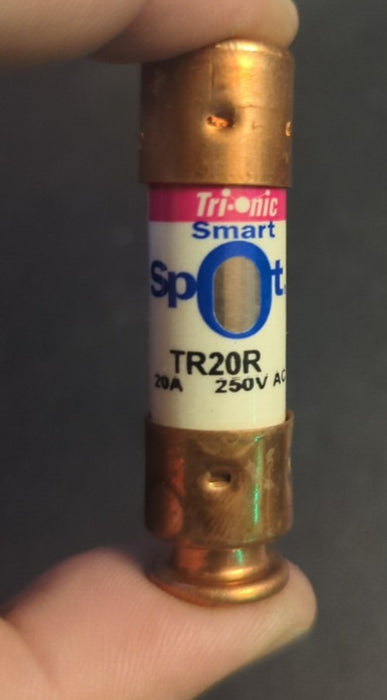 Tri-onic
Smart
Spot
TR20R
20A 250V AC